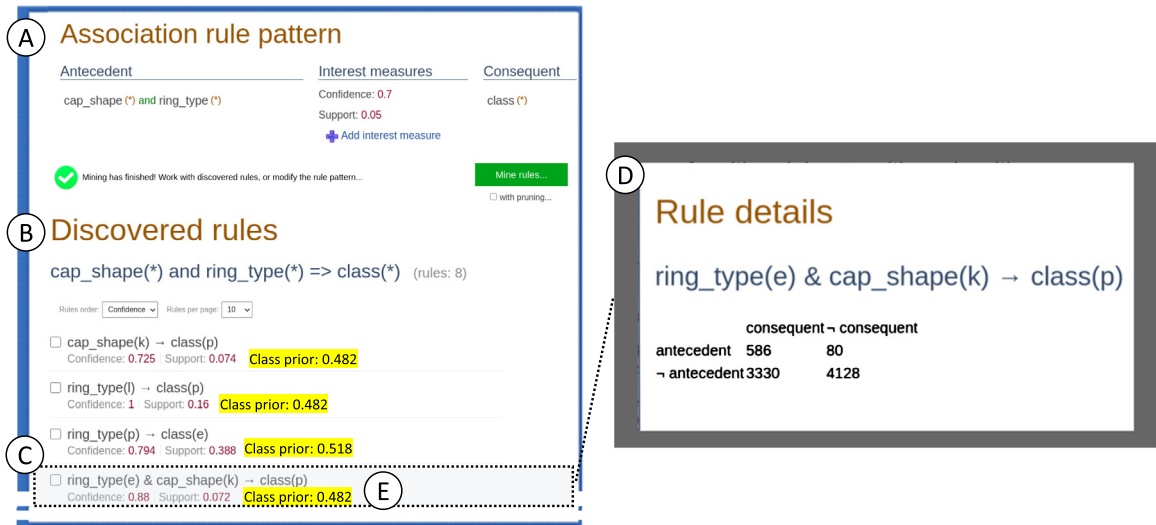 A
Association rule pattern
Antecedent Interest measures Consequent
cap_shape (*) and ring_type (*) Confidence: 0.7 class (*)
Support: 0.05
Add interest measure
Mining has finished! Work with discovered rules, or modify the rule pattern... Mine rules...
with pruning...
B
Discovered rules
cap_shape(*) and ring_type(*) => class(*) (rules: 8)
Rules order: Confidence Rules per page: 10
cap_shape(k) → class(p)
Confidence: 0.725 Support: 0.074 Class prior: 0.482
ring_type(l) → class(p)
Confidence: 1 Support: 0.16 Class prior: 0.482
ring_type(p) → class(e)
Confidence: 0.794 Support: 0.388 Class prior: 0.518
C
ring_type(e) & cap_shape(k) → class(p)
Confidence: 0.88 Support: 0.072 Class prior: 0.482
E
D
Rule details
ring_type(e) & cap_shape(k) → class(p)
consequent ¬ consequent
antecedent 586 80
¬ antecedent 3330 4128